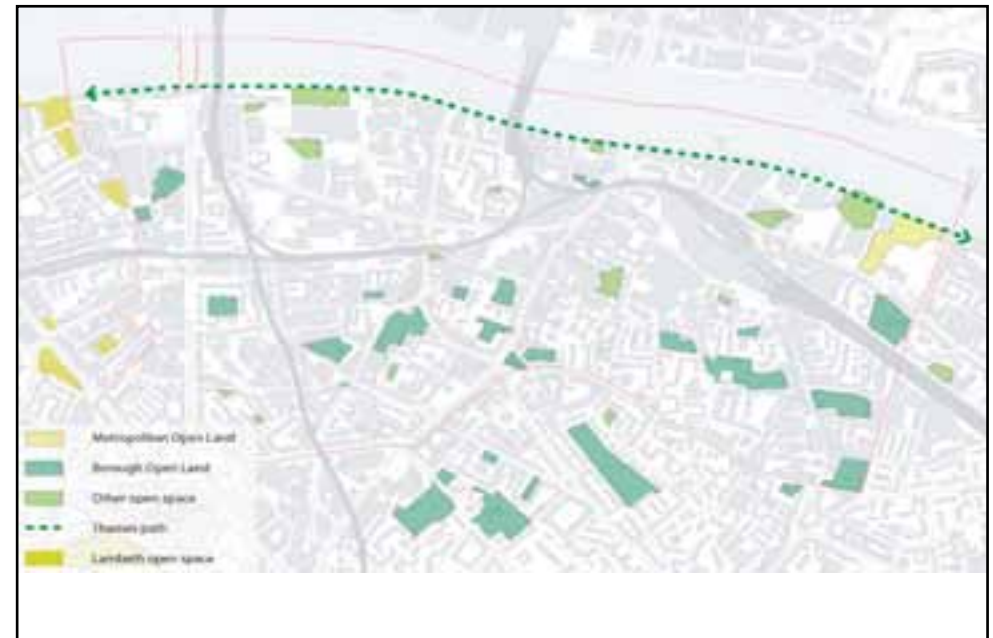 Metropolitan Open Land
Borough Open Land
Other open space
Thames path
Lambeth open space